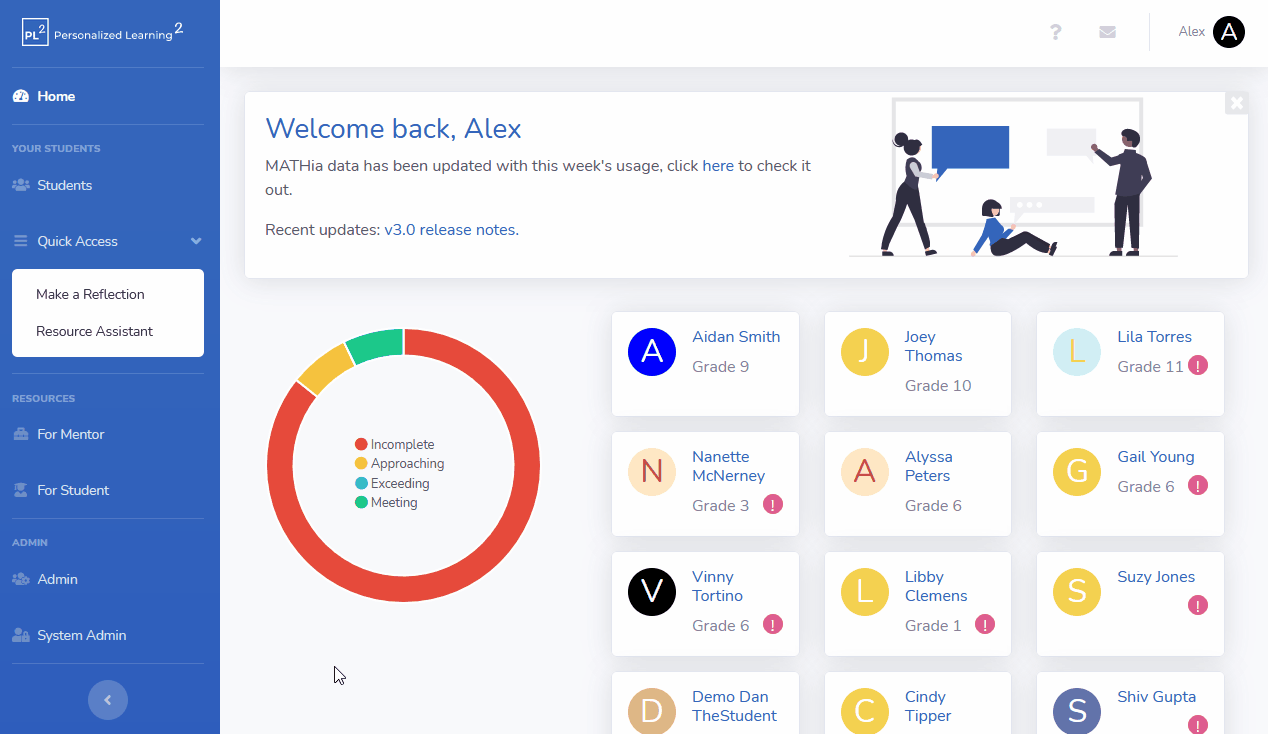 PL2 Personalized Learning 2
Home
YOUR STUDENTS
Students
Quick Access
Make a Reflection
Resource Assistant
RESOURCES
For Mentor
For Student
ADMIN
Admin
System Admin
? Alex A
Welcome back, Alex
MATHia data has been updated with this week's usage, click here to check it
out.
Recent updates: v3.0 release notes.
Incomplete
Approaching
Exceeding
Meeting
A Aidan Smith
Grade 9
J Joey
Thomas
Grade 10
L Lila Torres
Grade 11 !
N Nanette
McNerney
Grade 3 !
A Alyssa
Peters
Grade 6
G Gail Young
Grade 6 !
V Vinny
Tortino
Grade 6 !
L Libby
Clemens
Grade 1 !
S Suzy Jones
!
D Demo Dan
TheStudent
C Cindy
Tipper
S Shiv Gupta
!